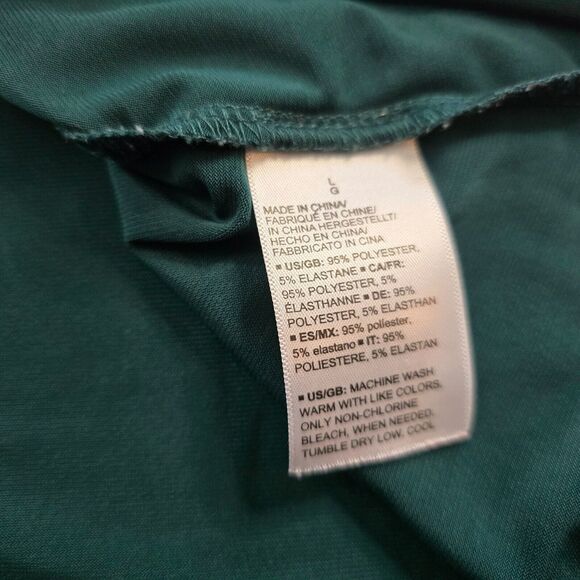 L
G
MADE IN CHINA/
FABRIQUÉ EN CHINE/
IN CHINA HERGESTELLT/
HECHO EN CHINA/
FABBRICATO IN CINA
■ US/GB: 95% POLYESTER,
5% ELASTANE ■ CA/FR:
95% POLYESTER, 5%
ÉLASTHANNE ■ DE: 95%
POLYESTER, 5% ELASTHAN
■ ES/MX: 95% poliéster,
5% elastano ■ IT: 95%
POLIESTERE, 5% ELASTAN
■ US/GB: MACHINE WASH
WARM WITH LIKE COLORS.
ONLY NON-CHLORINE
BLEACH, WHEN NEEDED.
TUMBLE DRY LOW. COOL